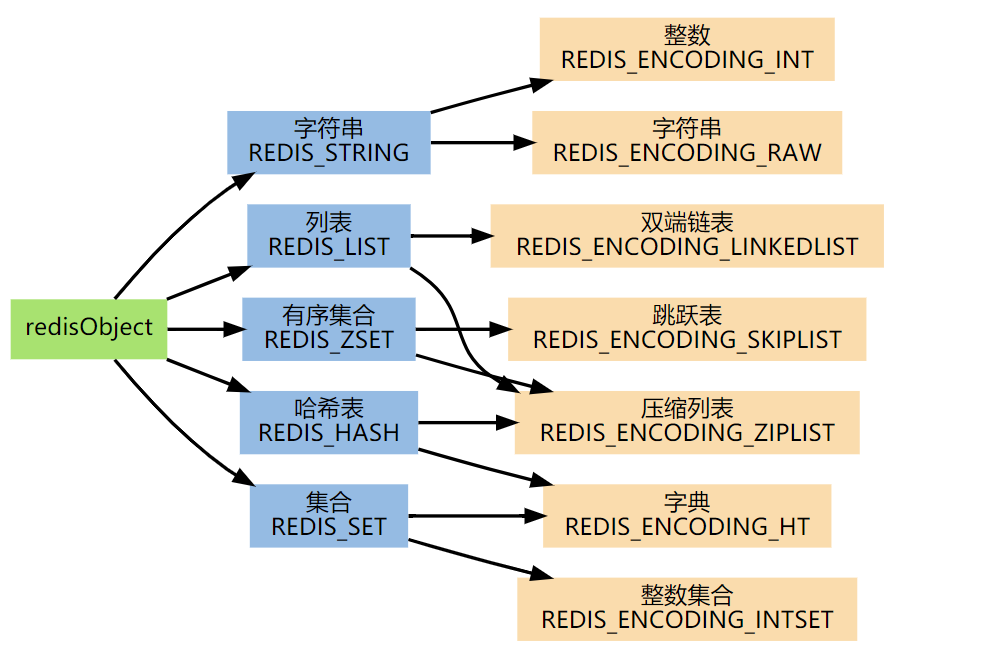 整数
REDIS_ENCODING_INT
字符串
REDIS_STRING
字符串
REDIS_ENCODING_RAW
列表
REDIS_LIST
双端链表
REDIS_ENCODING_LINKEDLIST
redisObject
有序集合
REDIS_ZSET
跳跃表
REDIS_ENCODING_SKIPLIST
哈希表
REDIS_HASH
压缩列表
REDIS_ENCODING_ZIPLIST
集合
REDIS_SET
字典
REDIS_ENCODING_HT
整数集合
REDIS_ENCODING_INTSET